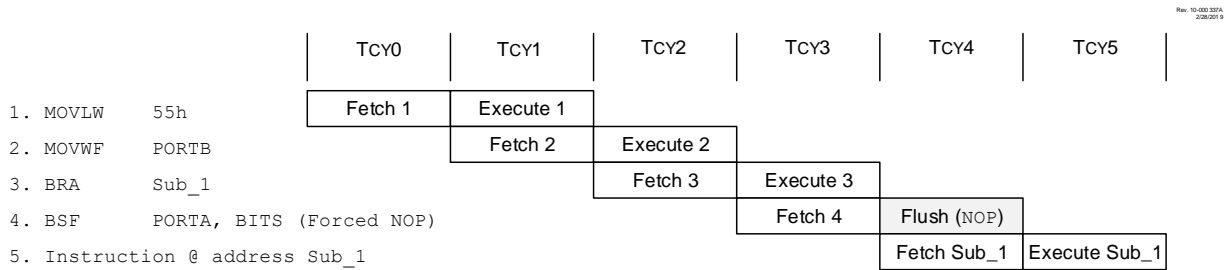 Rev. 10-000 337A
2/28/201 9
TCY0 TCY1 TCY2 TCY3 TCY4 TCY5
1. MOVLW 55h Fetch 1 Execute 1
2. MOVWF PORTB Fetch 2 Execute 2
3. BRA Sub_1 Fetch 3 Execute 3
4. BSF PORTA, BITS (Forced NOP) Fetch 4 Flush (NOP)
5. Instruction @ address Sub_1 Fetch Sub_1 Execute Sub_1